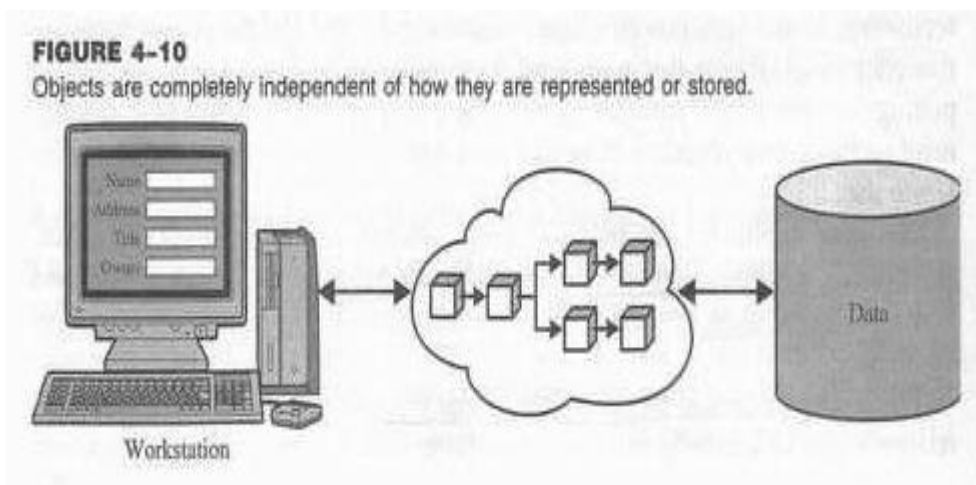 FIGURE 4–10
Objects are completely independent of how they are represented or stored.
Name
Address
Title
Owner
Data
Workstation